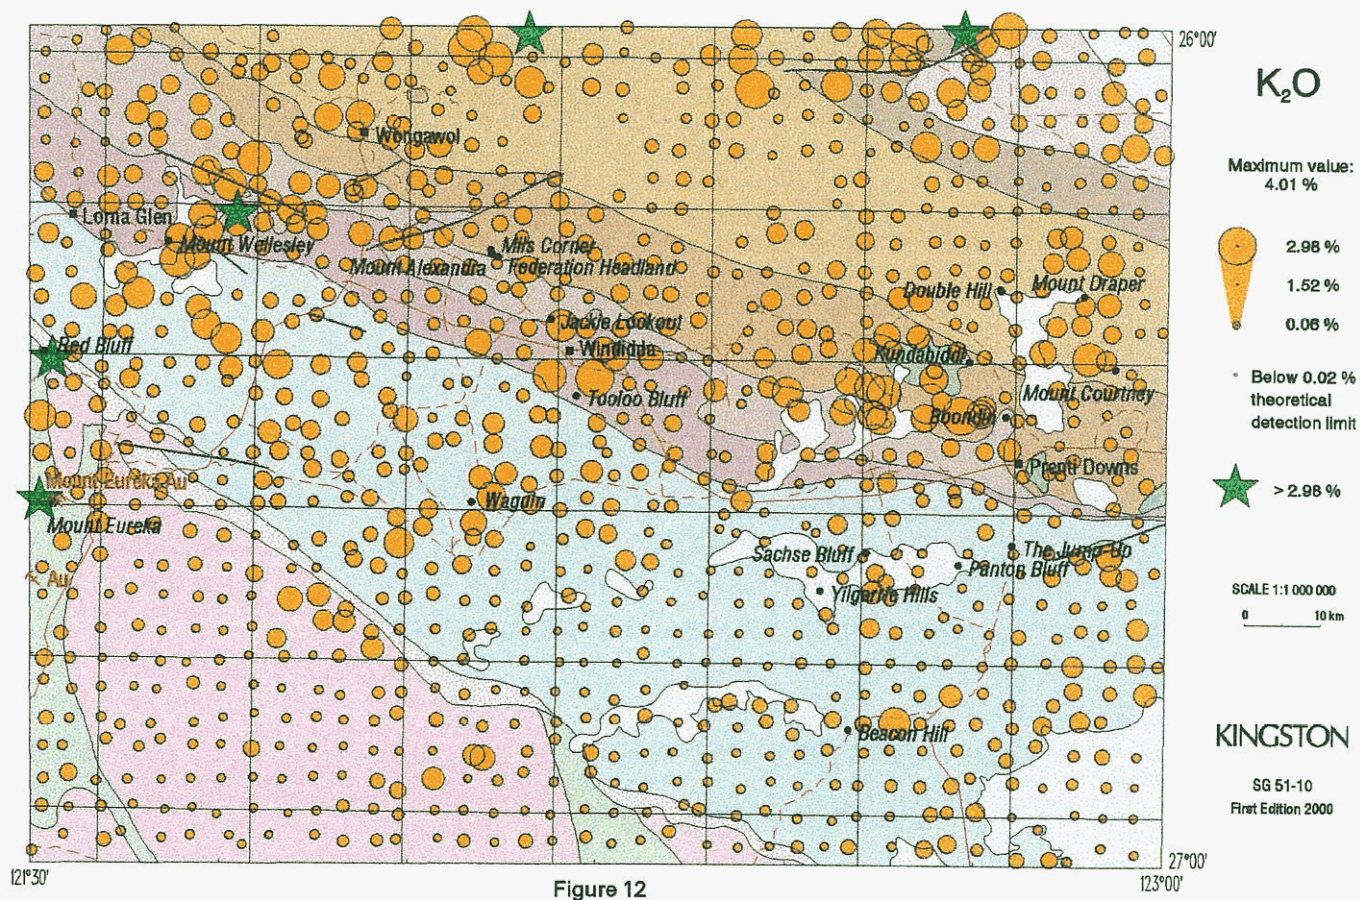 26°00'
K₂O
Maximum value:
4.01 %
2.98 %
1.52 %
0.06 %
Below 0.02 %
theoretical
detection limit
> 2.98 %
SCALE 1:1 000 000
0 10 km
KINGSTON
SG 51-10
First Edition 2000
Wongawol
Lorna Glen
Mount Wellesley
Mils Corner
Mount Alexandra
Federation Headland
Double Hill
Mount Draper
Jackie Lookout
Windidda
Red Bluff
Kundabiddi
Mount Courtney
Tooloo Bluff
Boondin
Prenti Downs
Mount Eureka Au
Wagdin
Mount Eureka
Sachse Bluff
The Jump-Up
Panton Bluff
Au
Yilgarnie Hills
Beacon Hill
27°00'
121°30'
123°00'
Figure 12